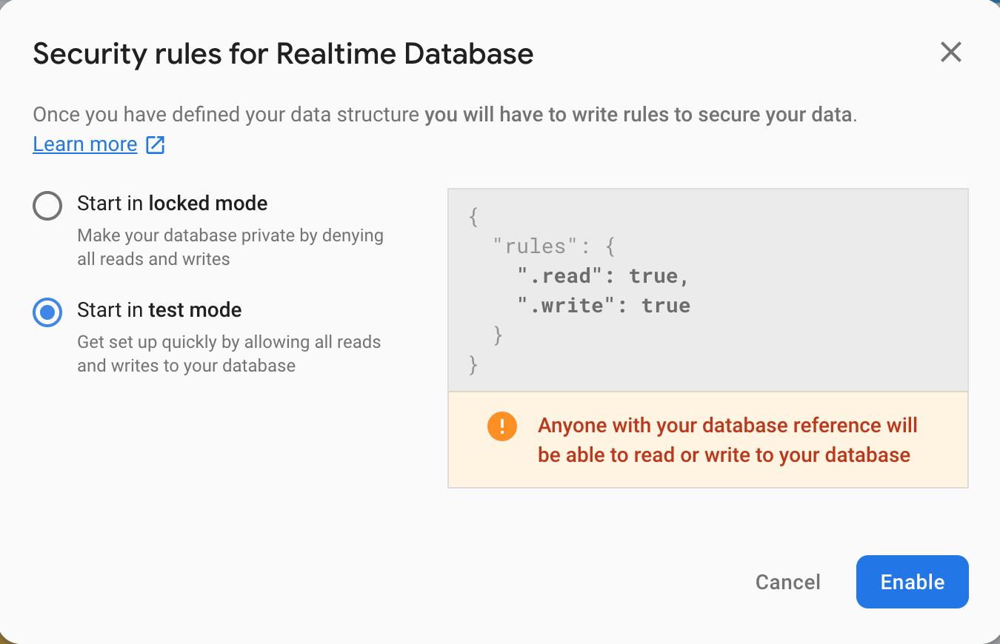 Security rules for Realtime Database
Once you have defined your data structure you will have to write rules to secure your data.
Learn more
Start in locked mode
Make your database private by denying
all reads and writes
Start in test mode
Get set up quickly by allowing all reads
and writes to your database
{
  "rules": {
    ".read": true,
    ".write": true
  }
}
Anyone with your database reference will
be able to read or write to your database
Cancel
Enable